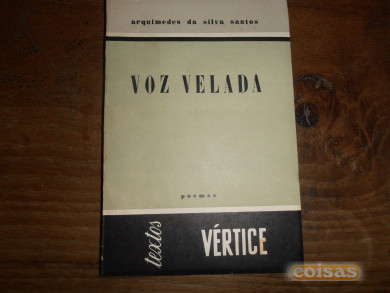 arquimedes da silva santos
VOZ VELADA
poemas
textos
VÉRTICE
coisas